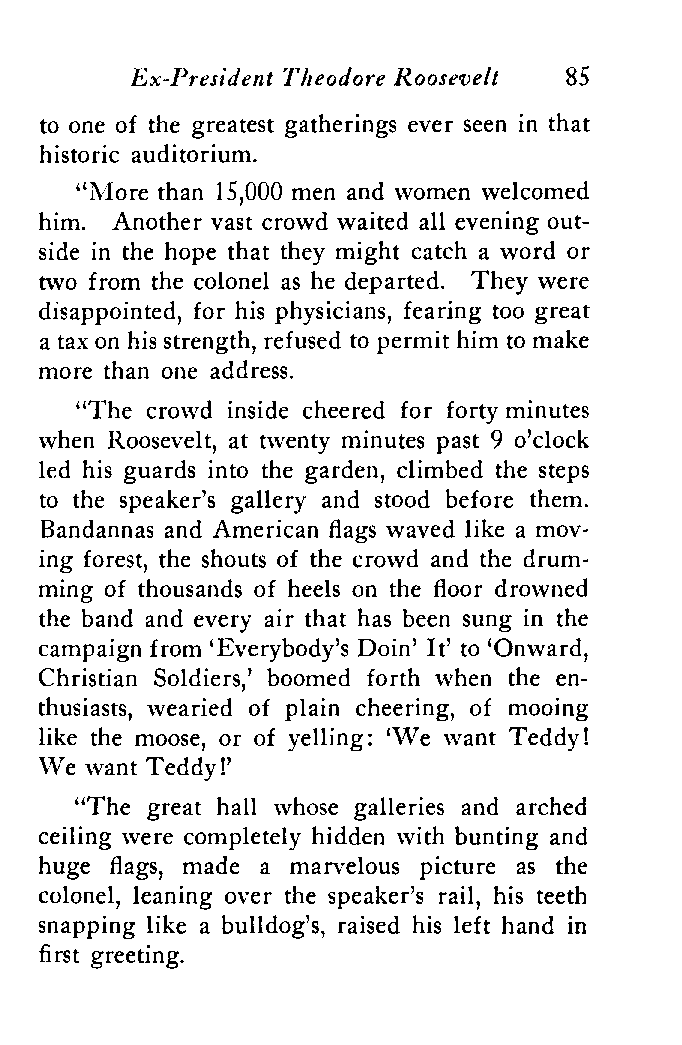 Ex-President Theodore Roosevelt 85
to one of the greatest gatherings ever seen in that
historic auditorium.
“More than 15,000 men and women welcomed
him. Another vast crowd waited all evening out-
side in the hope that they might catch a word or
two from the colonel as he departed. They were
disappointed, for his physicians, fearing too great
a tax on his strength, refused to permit him to make
more than one address.
“The crowd inside cheered for forty minutes
when Roosevelt, at twenty minutes past 9 o’clock
led his guards into the garden, climbed the steps
to the speaker’s gallery and stood before them.
Bandannas and American flags waved like a mov-
ing forest, the shouts of the crowd and the drum-
ming of thousands of heels on the floor drowned
the band and every air that has been sung in the
campaign from ‘Everybody’s Doin’ It’ to ‘Onward,
Christian Soldiers,’ boomed forth when the en-
thusiasts, wearied of plain cheering, of mooing
like the moose, or of yelling: ‘We want Teddy!
We want Teddy!’
“The great hall whose galleries and arched
ceiling were completely hidden with bunting and
huge flags, made a marvelous picture as the
colonel, leaning over the speaker’s rail, his teeth
snapping like a bulldog’s, raised his left hand in
first greeting.